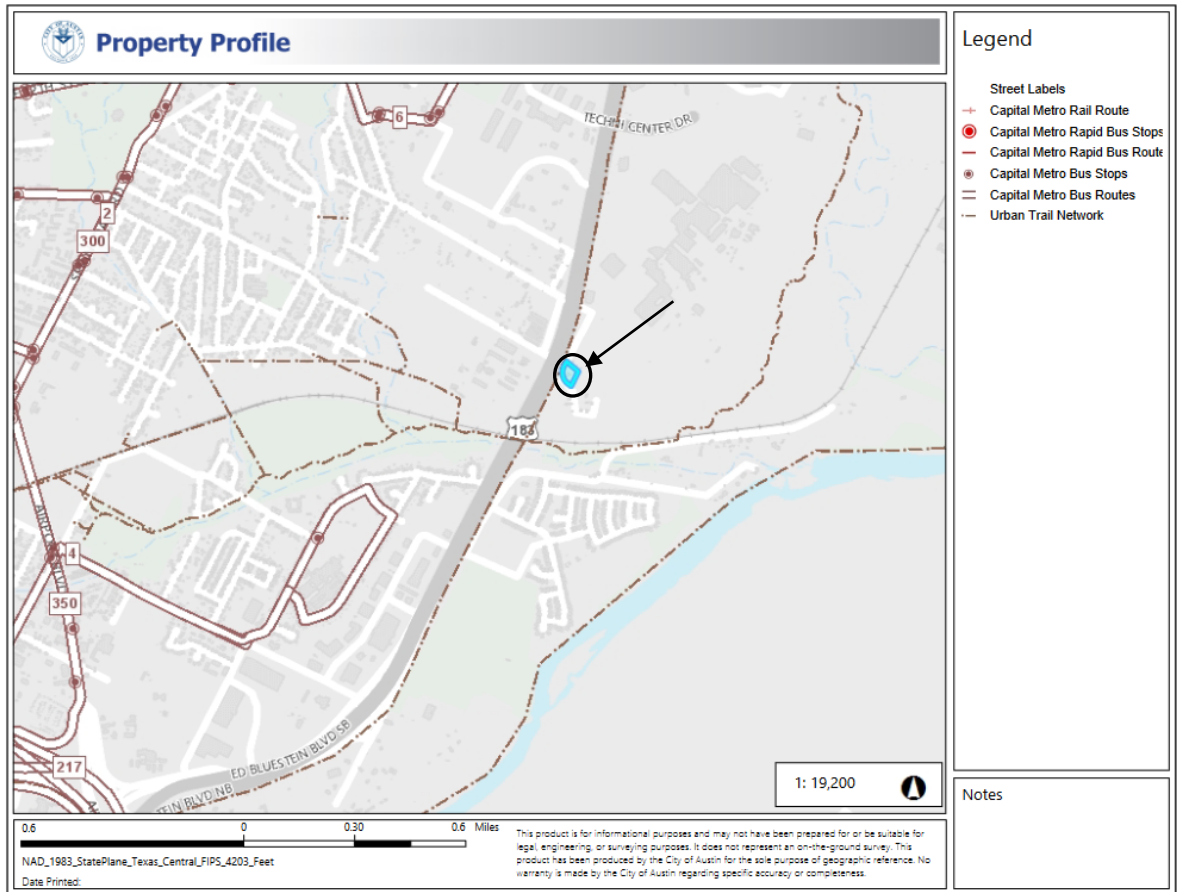 Property Profile
Legend
Street Labels
Capital Metro Rail Route
Capital Metro Rapid Bus Stops
Capital Metro Rapid Bus Route
Capital Metro Bus Stops
Capital Metro Bus Routes
Urban Trail Network
6
TECHNI CENTER DR
2
300
183
AIRPORT BLVD
4
350
217
ED BLUESTEIN BLVD SB
BLVD NB
1: 19,200
Notes
0.6 0 0.30 0.6 Miles
NAD_1983_StatePlane_Texas_Central_FIPS_4203_Feet
Date Printed:
This product is for informational purposes and may not have been prepared for or be suitable for
legal, engineering, or surveying purposes. It does not represent an on-the-ground survey. This
product has been produced by the City of Austin for the sole purpose of geographic reference. No
warranty is made by the City of Austin regarding specific accuracy or completeness.